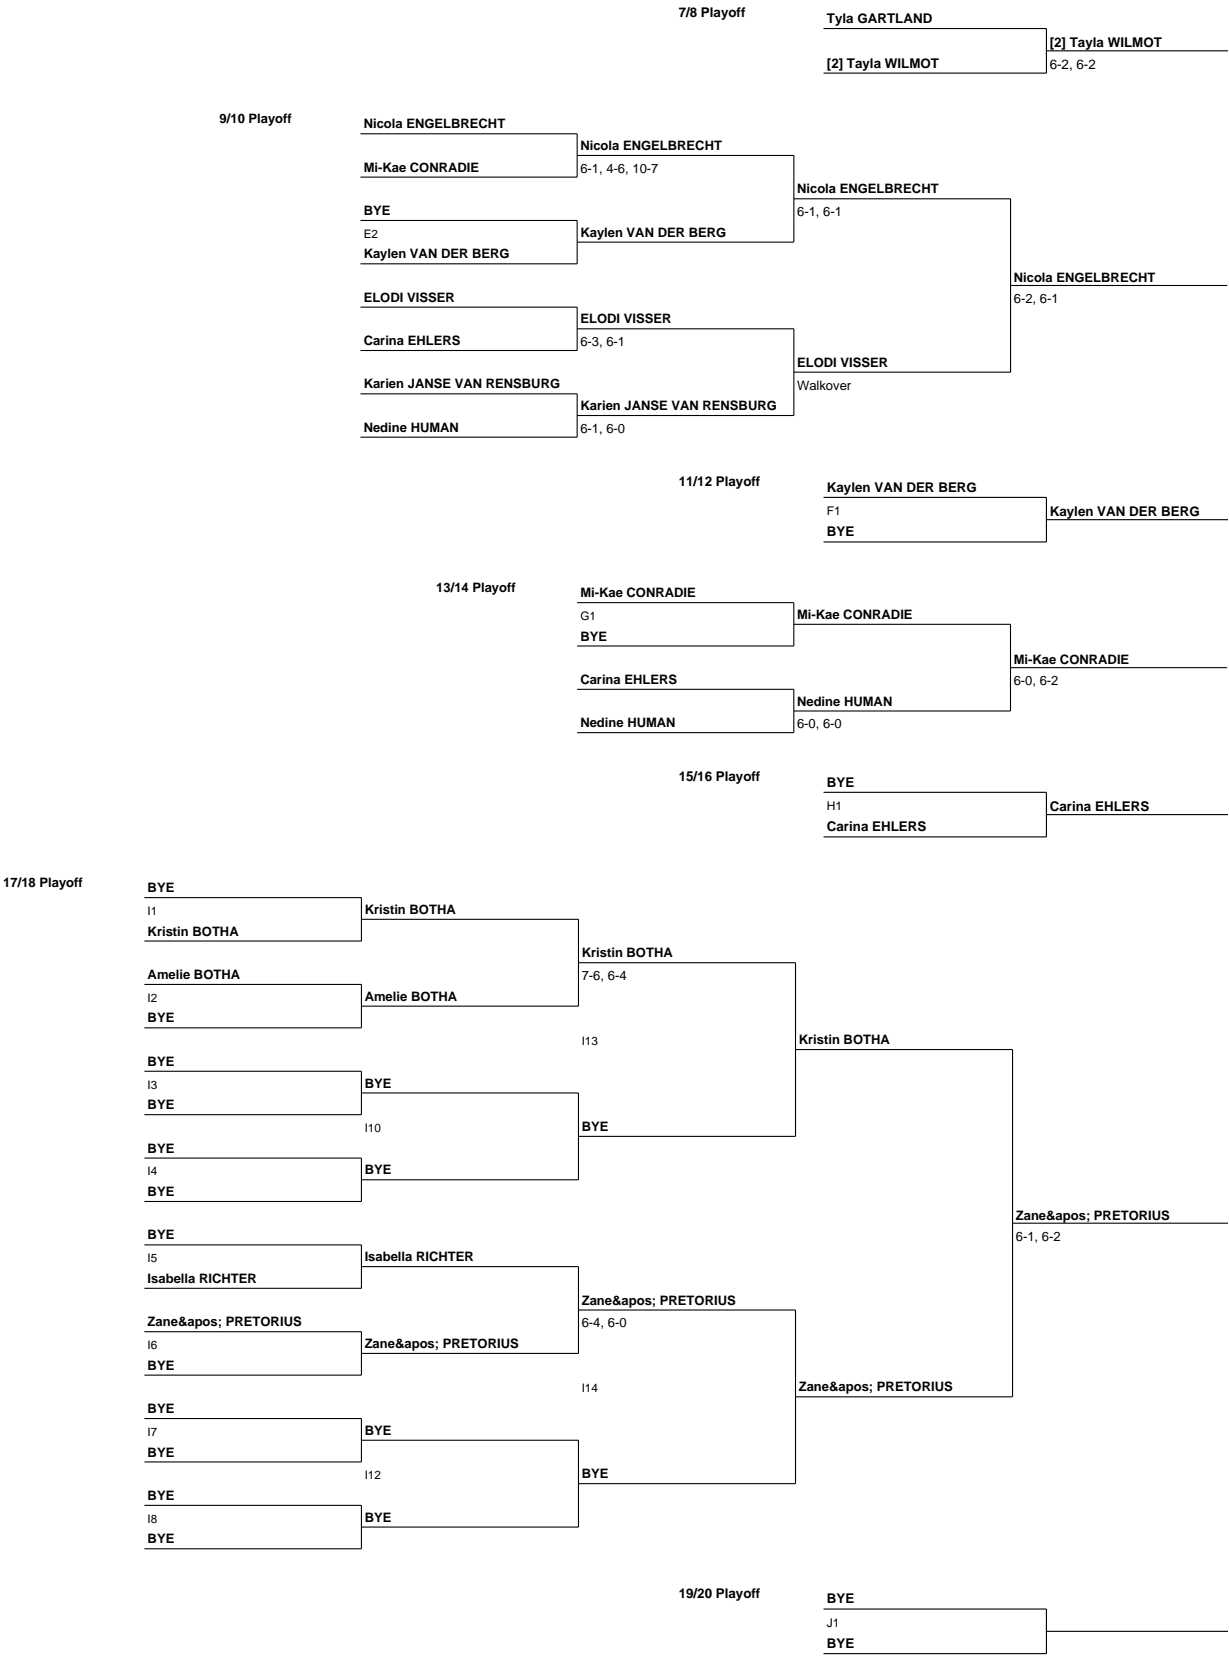 7/8 Playoff
Tyla GARTLAND
[2] Tayla WILMOT
[2] Tayla WILMOT
6-2, 6-2
9/10 Playoff
Nicola ENGELBRECHT
Nicola ENGELBRECHT
Mi-Kae CONRADIE
6-1, 4-6, 10-7
Nicola ENGELBRECHT
BYE
6-1, 6-1
E2
Kaylen VAN DER BERG
Kaylen VAN DER BERG
Nicola ENGELBRECHT
ELODI VISSER
6-2, 6-1
ELODI VISSER
Carina EHLERS
6-3, 6-1
ELODI VISSER
Karien JANSE VAN RENSBURG
Walkover
Karien JANSE VAN RENSBURG
Nedine HUMAN
6-1, 6-0
11/12 Playoff
Kaylen VAN DER BERG
F1
Kaylen VAN DER BERG
BYE
13/14 Playoff
Mi-Kae CONRADIE
G1
Mi-Kae CONRADIE
BYE
Mi-Kae CONRADIE
Carina EHLERS
6-0, 6-2
Nedine HUMAN
Nedine HUMAN
6-0, 6-0
15/16 Playoff
BYE
H1
Carina EHLERS
Carina EHLERS
17/18 Playoff
BYE
I1
Kristin BOTHA
Kristin BOTHA
Kristin BOTHA
Amelie BOTHA
7-6, 6-4
I2
Amelie BOTHA
BYE
I13
Kristin BOTHA
BYE
I3
BYE
BYE
I10
BYE
BYE
I4
BYE
BYE
Zane&apos; PRETORIUS
BYE
6-1, 6-2
I5
Isabella RICHTER
Isabella RICHTER
Zane&apos; PRETORIUS
Zane&apos; PRETORIUS
6-4, 6-0
I6
Zane&apos; PRETORIUS
BYE
I14
Zane&apos; PRETORIUS
BYE
I7
BYE
BYE
I12
BYE
BYE
I8
BYE
BYE
19/20 Playoff
BYE
J1
BYE